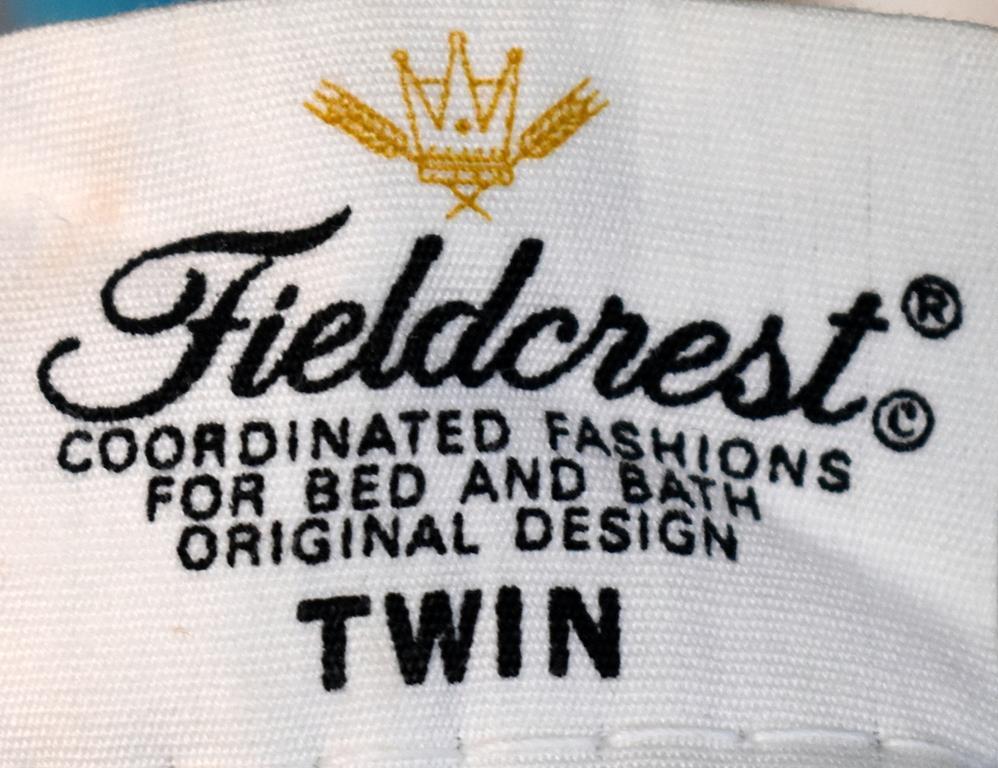 Fieldcrest®
©
COORDINATED FASHIONS
FOR BED AND BATH
ORIGINAL DESIGN
TWIN